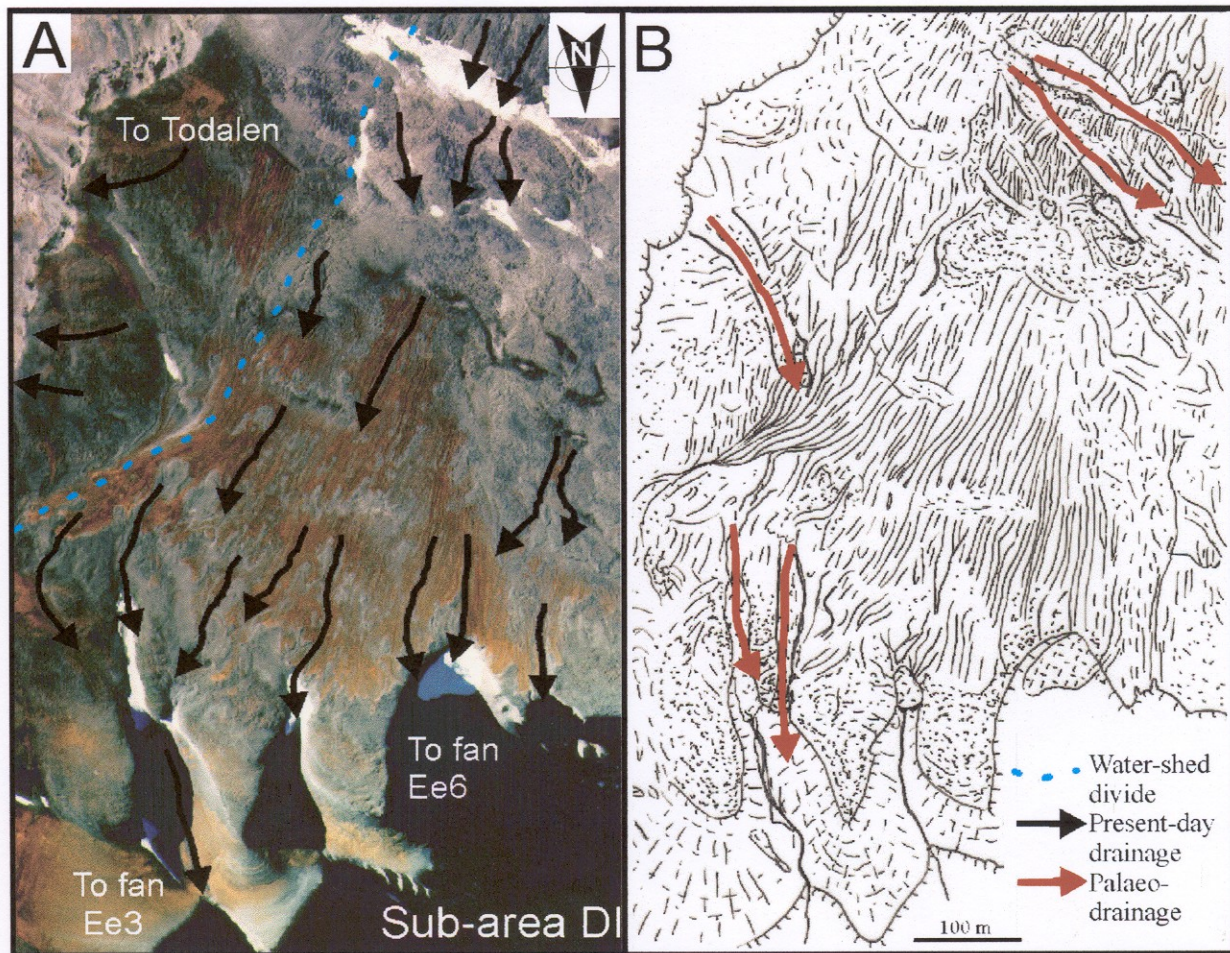 A
N
To Todalen
To fan
Ee6
To fan
Ee3
Sub-area DI
B
Water-shed
divide
Present-day
drainage
Palaeo-
drainage
100 m